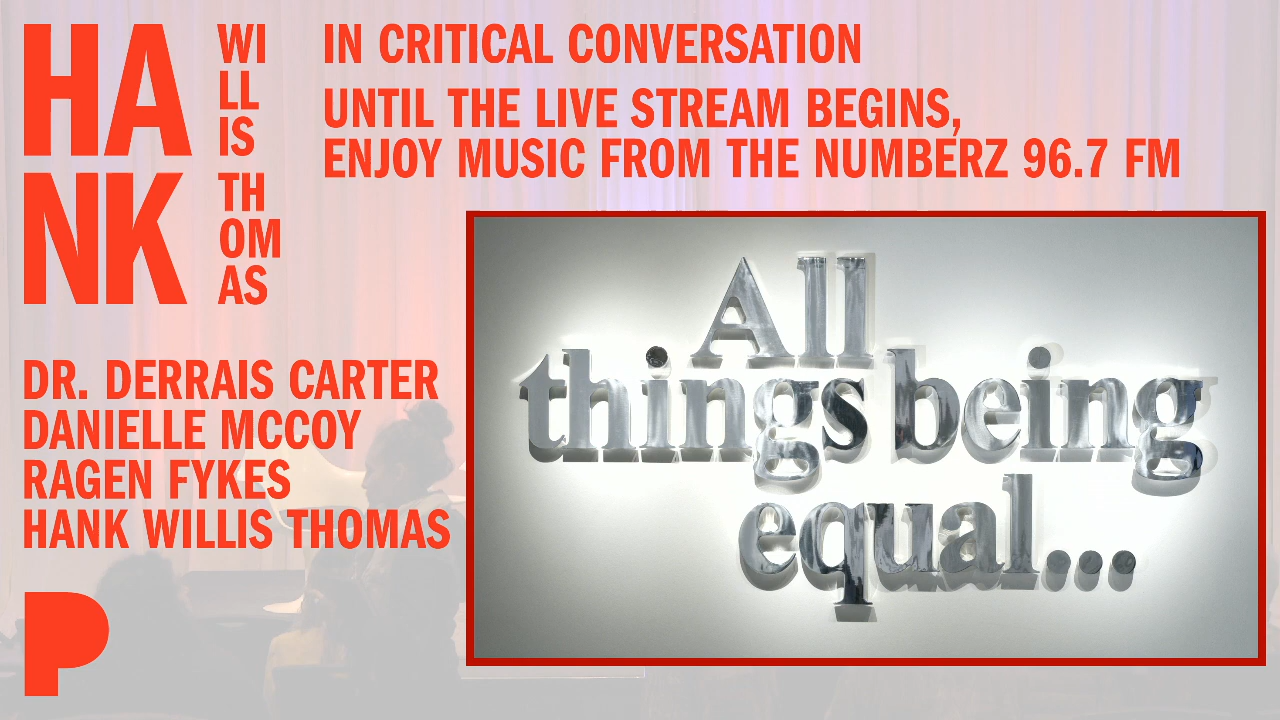 HA
NK
WI
LL
IS
TH
OM
AS
IN CRITICAL CONVERSATION
UNTIL THE LIVE STREAM BEGINS,
ENJOY MUSIC FROM THE NUMBERZ 96.7 FM
All
things being
equal...
DR. DERRAIS CARTER
DANIELLE MCCOY
RAGEN FYKES
HANK WILLIS THOMAS
P